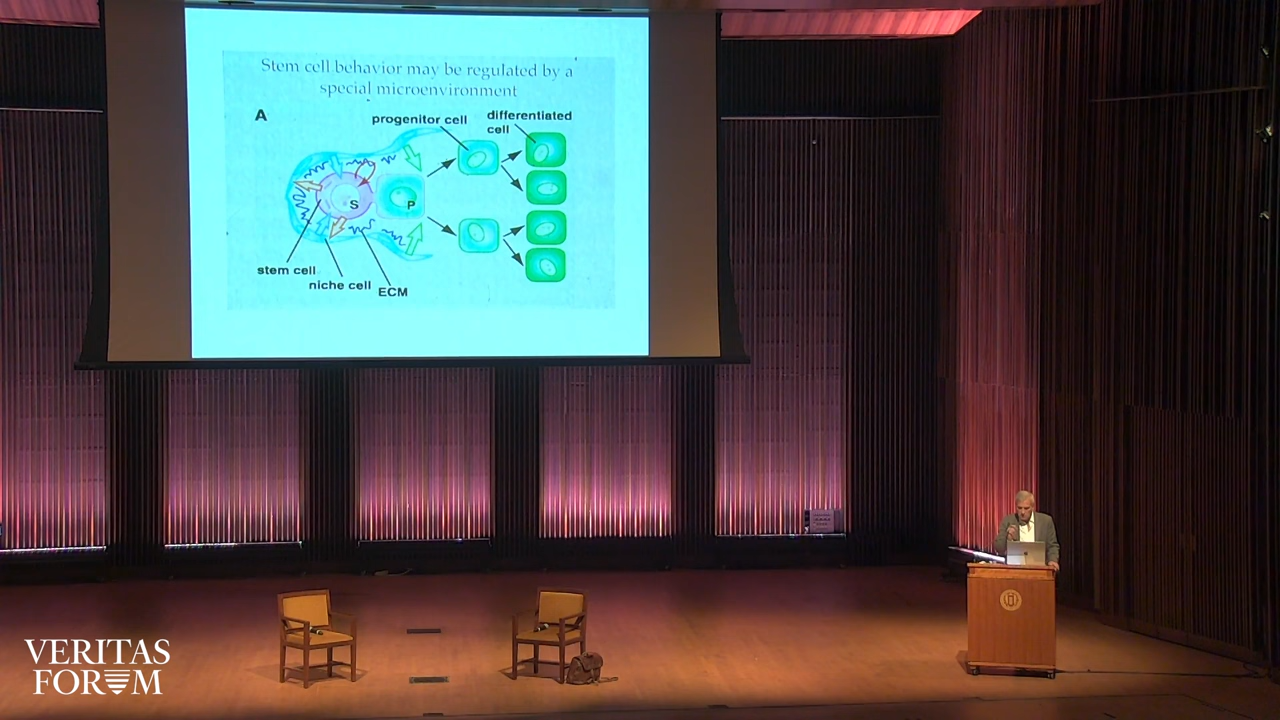 Stem cell behavior may be regulated by a
special microenvironment
A
progenitor cell
differentiated
cell
S
P
stem cell
niche cell
ECM
VERITAS
FORUM